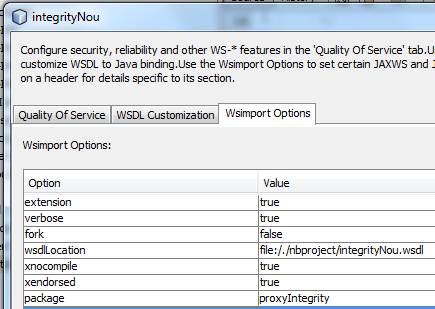 integrityNou
Configure security, reliability and other WS-* features in the 'Quality Of Service' tab.U
customize WSDL to Java binding.Use the Wsimport Options to set certain JAXWS and J
on a header for details specific to its section.
Quality Of Service WSDL Customization Wsimport Options
Wsimport Options:
Option Value
extension true
verbose true
fork false
wsdlLocation file:/./nbproject/integrityNou.wsdl
xnocompile true
xendorsed true
package proxyIntegrity